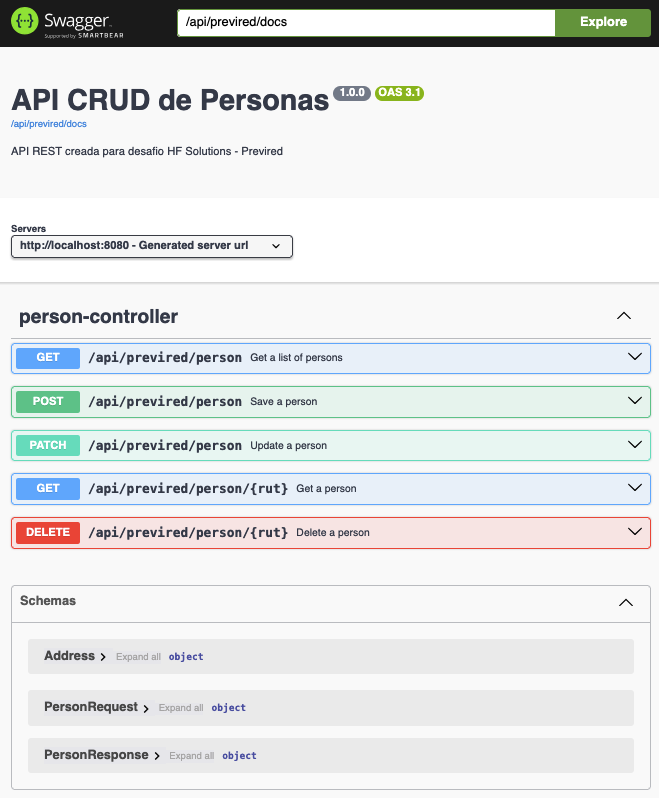 Swagger
Supported by SMARTBEAR
/api/previred/docs
Explore
API CRUD de Personas 1.0.0 OAS 3.1
/api/previred/docs
API REST creada para desafio HF Solutions - Previred
Servers
http://localhost:8080 - Generated server url
person-controller
GET /api/previred/person Get a list of persons
POST /api/previred/person Save a person
PATCH /api/previred/person Update a person
GET /api/previred/person/{rut} Get a person
DELETE /api/previred/person/{rut} Delete a person
Schemas
Address Expand all object
PersonRequest Expand all object
PersonResponse Expand all object